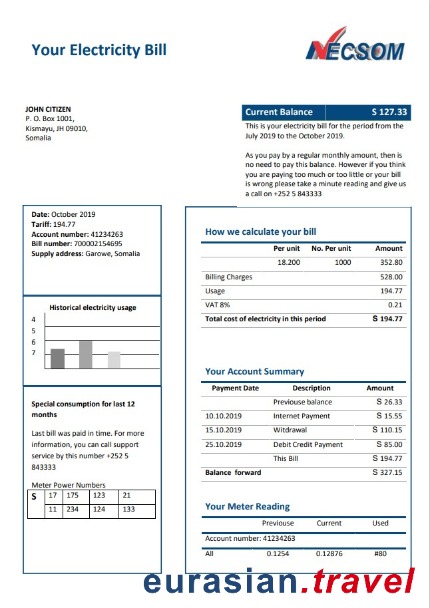 Your Electricity Bill
NECSOM
JOHN CITIZEN
P. O. Box 1001,
Kismayu, JH 09010,
Somalia
Current Balance S 127.33
This is your electricity bill for the period from the
July 2019 to the October 2019.
As you pay by a regular monthly amount, then is
no need to pay this balance. However if you think
you are paying too much or too little or your bill
is wrong please take a minute reading and give us
a call on +252 5 843333
Date: October 2019
Tariff: 194.77
Account number: 41234263
Bill number: 700002154695
Supply address: Garowe, Somalia
Historical electricity usage
4
5
6
7
Special consumption for last 12
months
Last bill was paid in time. For more
information, you can call support
service by this number +252 5
843333
Meter Power Numbers
S 17 175 123 21
11 234 124 133
How we calculate your bill
Per unit No. Per unit Amount
18.200 1000 352.80
Billing Charges 528.00
Usage 194.77
VAT 8% 0.21
Total cost of electricity in this period S 194.77
Your Account Summary
Payment Date Description Amount
Previouse balance S 26.33
10.10.2019 Internet Payment S 15.55
15.10.2019 Witdrawal S 110.15
25.10.2019 Debit Credit Payment S 85.00
This Bill S 194.77
Balance forward S 327.15
Your Meter Reading
Previouse Current Used
Account number: 41234263
All 0.1254 0.12876 #80
eurasian.travel